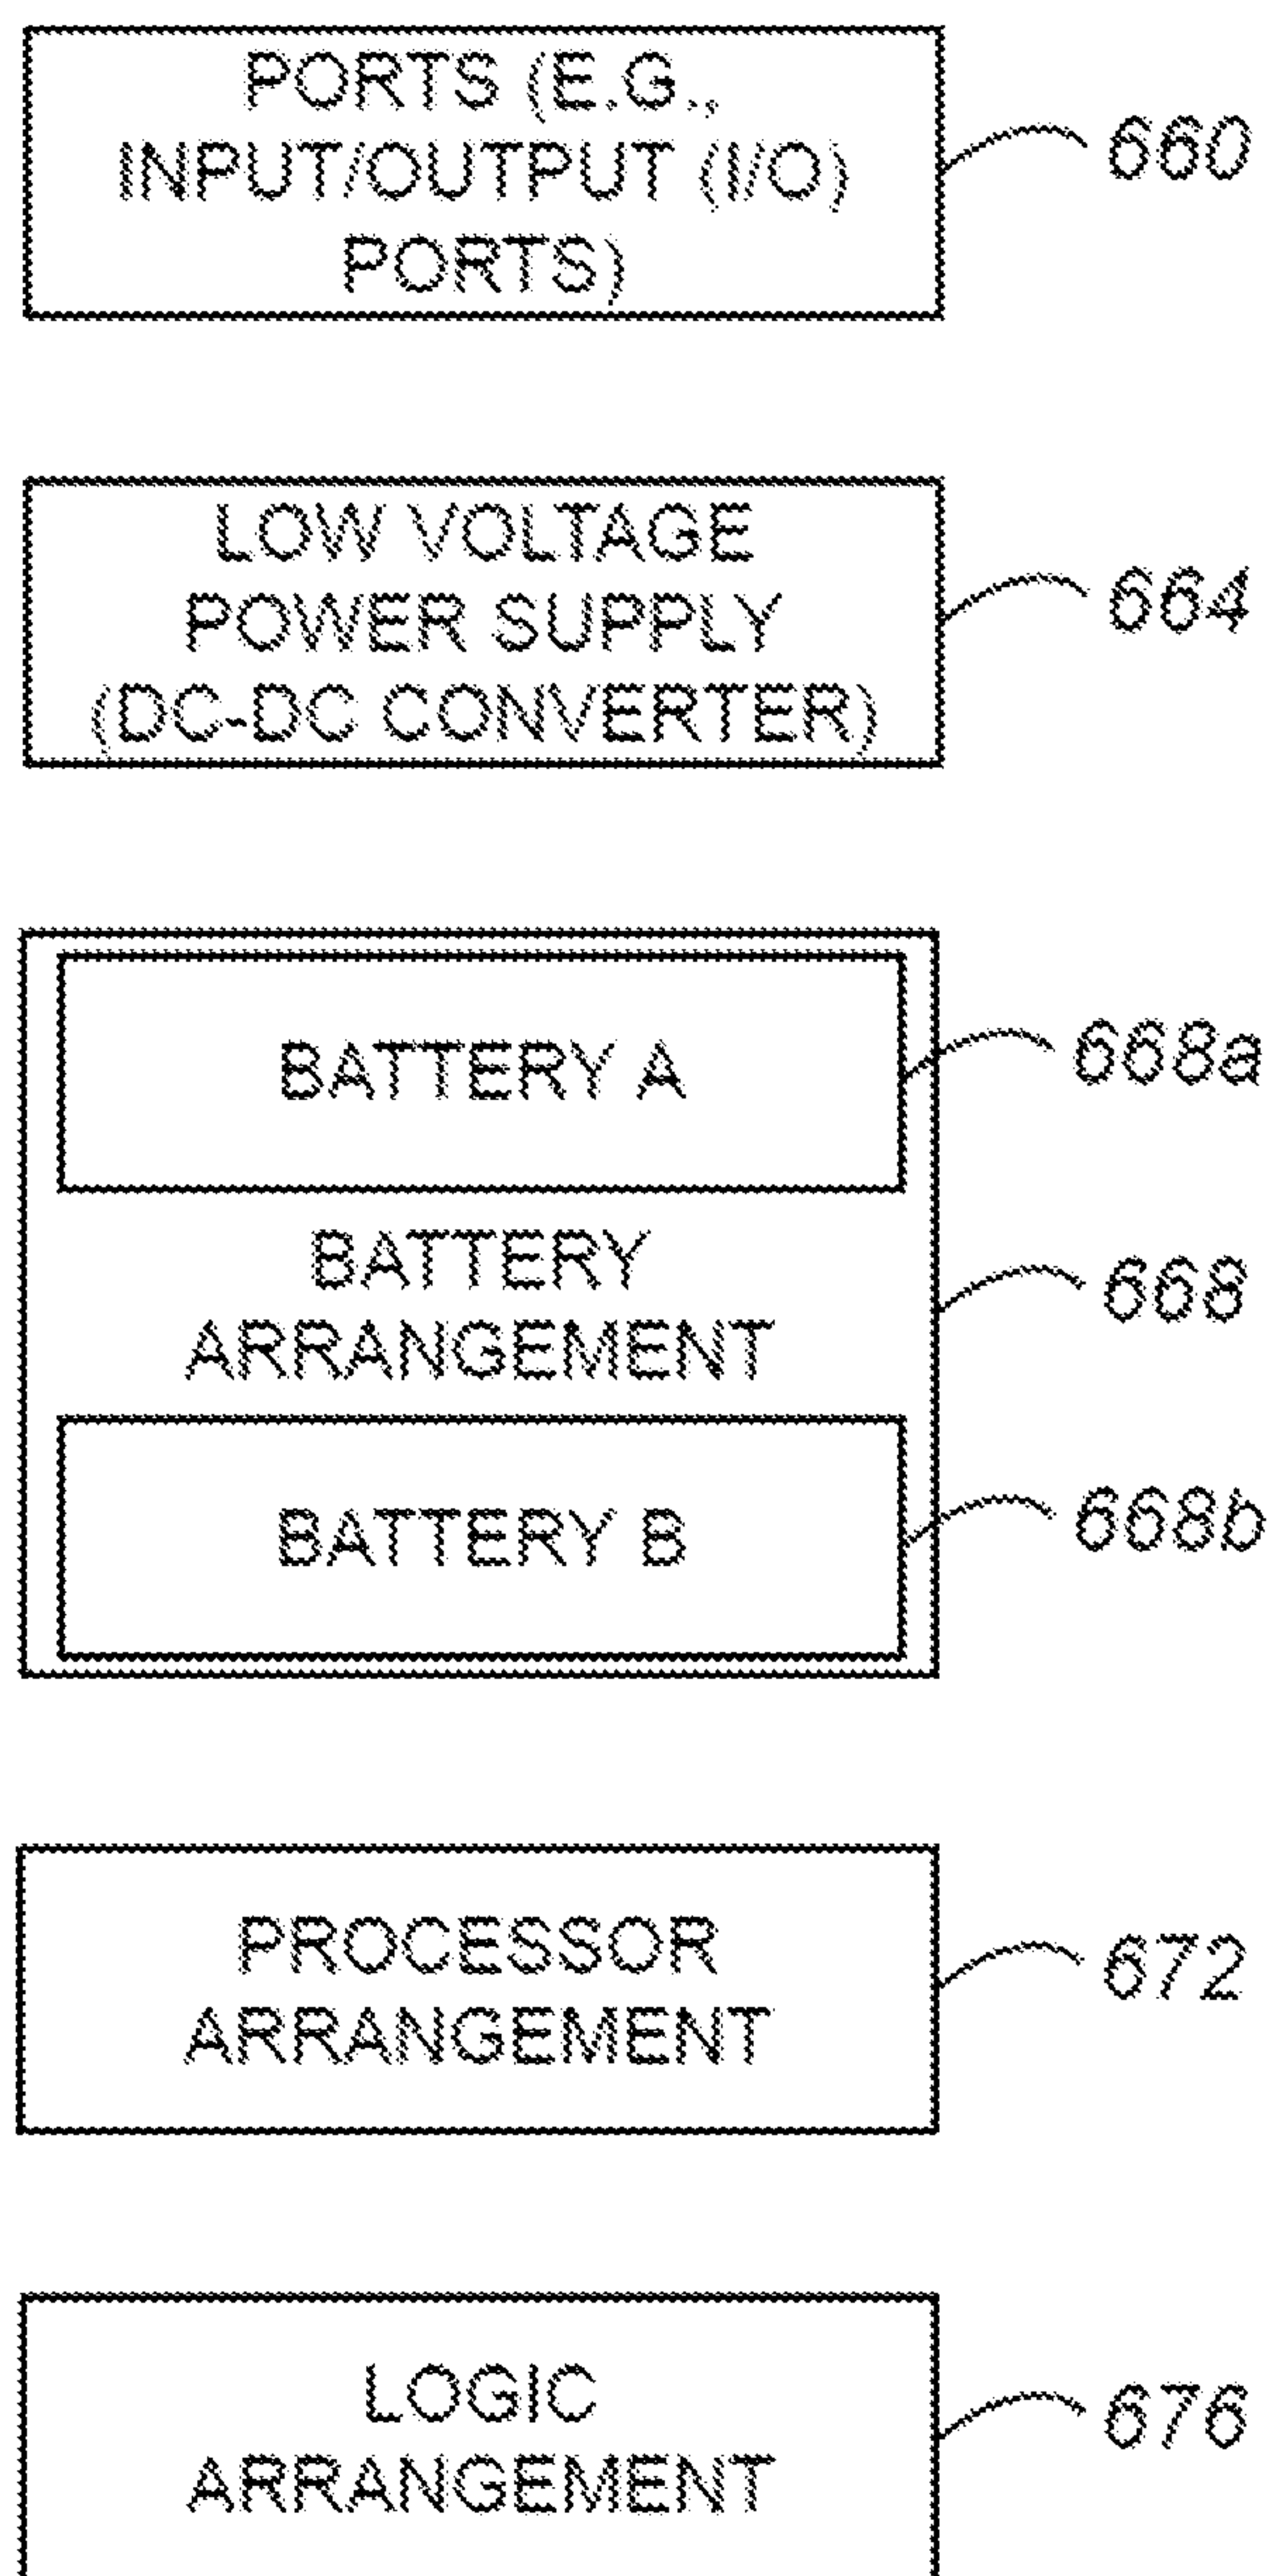 PORTS (E.G.,
INPUT/OUTPUT (I/O)
PORTS)
660
LOW VOLTAGE
POWER SUPPLY
(DC-DC CONVERTER)
664
BATTERY A
668a
BATTERY
ARRANGEMENT
668
BATTERY B
668b
PROCESSOR
ARRANGEMENT
672
LOGIC
ARRANGEMENT
676